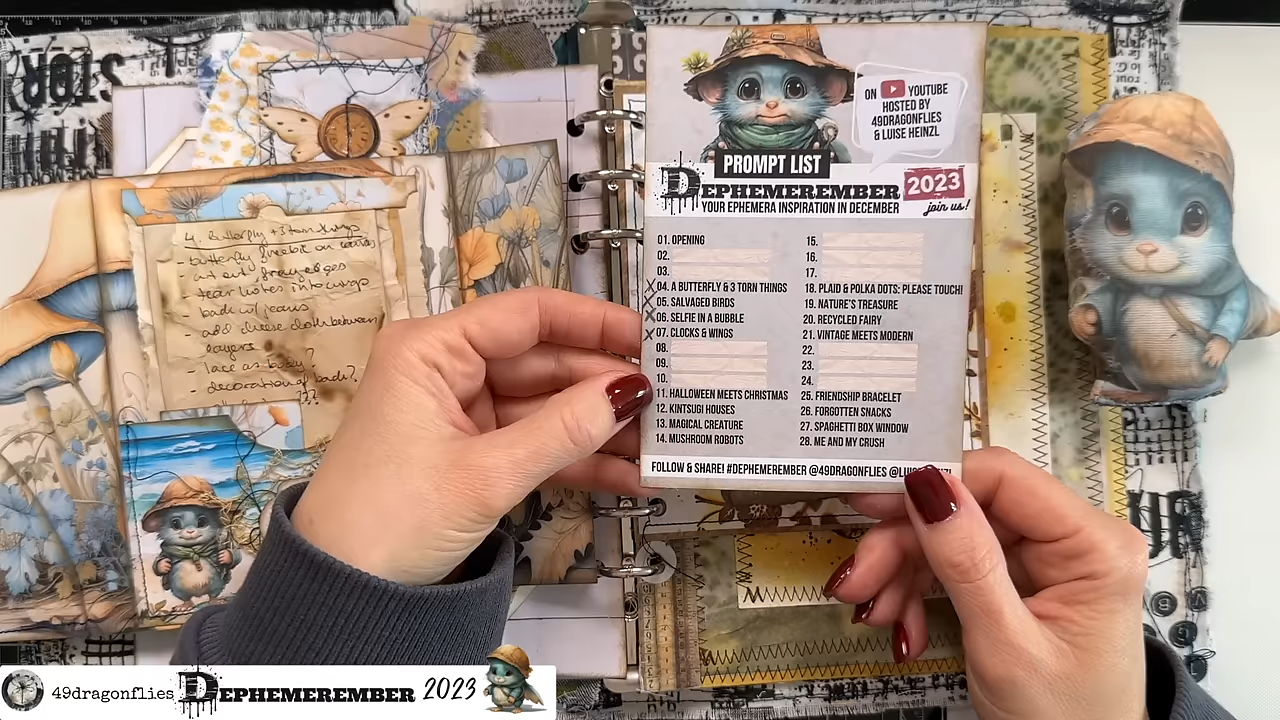 ON YOUTUBE
HOSTED BY
49DRAGONFLIES
& LUISE HEINZL
PROMPT LIST
DEPHEMEREMBER 2023
YOUR EPHEMERA INSPIRATION IN DECEMBER join us!
01. OPENING
02.
03.
04. A BUTTERFLY & 3 TORN THINGS
05. SALVAGED BIRDS
06. SELFIE IN A BUBBLE
07. CLOCKS & WINGS
08.
09.
10.
11. HALLOWEEN MEETS CHRISTMAS
12. KINTSUGI HOUSES
13. MAGICAL CREATURE
14. MUSHROOM ROBOTS
15.
16.
17.
18. PLAID & POLKA DOTS: PLEASE TOUCH!
19. NATURE'S TREASURE
20. RECYCLED FAIRY
21. VINTAGE MEETS MODERN
22.
23.
24.
25. FRIENDSHIP BRACELET
26. FORGOTTEN SNACKS
27. SPAGHETTI BOX WINDOW
28. ME AND MY CRUSH
FOLLOW & SHARE! #DEPHEMEREMBER @49DRAGONFLIES
4. Butterfly + 3 torn things
- butterfly freebie on canvas
- cut out, fray edges
- tear into
- back w/ jeans
- add cheese cloth between
layers
- lace as body?
- decoration of back?
???
49dragonflies DEPHEMEREMBER 2023